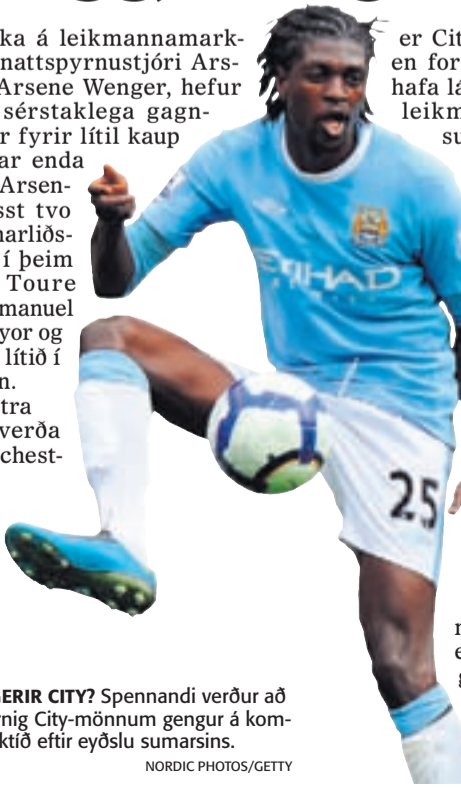 ka á leikmannamark-
nattspyrnustjóri Ars-
Arsene Wenger, hefur
sérstaklega gagn-
r fyrir lítil kaup
ar enda
Arsen-
sst tvo
narliðs-
í þeim
Toure
manuel
yor og
lítið í
n.
tra
verða
chest-
er Cit
en for
hafa lá
leikm
su
ETIHAD
25
GERIR CITY? Spennandi verður að
rnig City-mönnum gengur á kom-
ktíð eftir eyðslu sumarsins.
NORDIC PHOTOS/GETTY